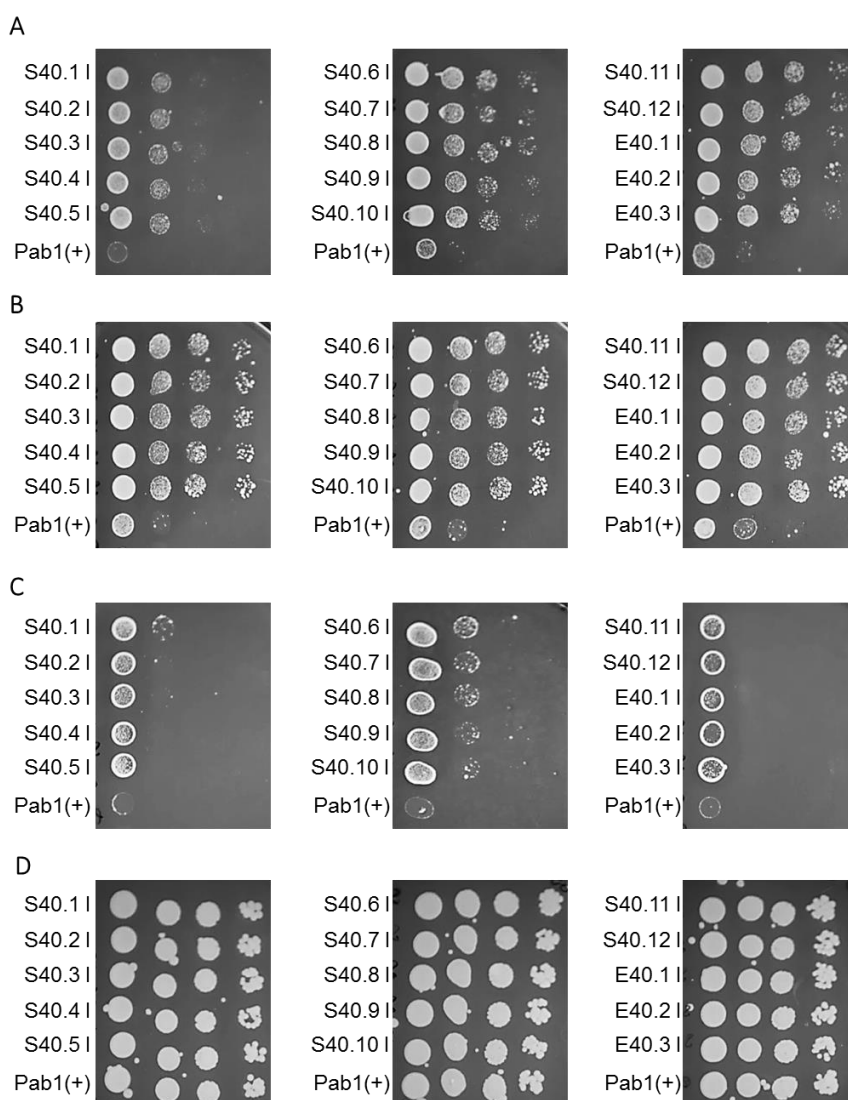 A
S40.1 I S40.6 I S40.11 I
S40.2 I S40.7 I S40.12 I
S40.3 I S40.8 I E40.1 I
S40.4 I S40.9 I E40.2 I
S40.5 I S40.10 I E40.3 I
Pab1(+) Pab1(+) Pab1(+)
B
S40.1 I S40.6 I S40.11 I
S40.2 I S40.7 I S40.12 I
S40.3 I S40.8 I E40.1 I
S40.4 I S40.9 I E40.2 I
S40.5 I S40.10 I E40.3 I
Pab1(+) Pab1(+) Pab1(+)
C
S40.1 I S40.6 I S40.11 I
S40.2 I S40.7 I S40.12 I
S40.3 I S40.8 I E40.1 I
S40.4 I S40.9 I E40.2 I
S40.5 I S40.10 I E40.3 I
Pab1(+) Pab1(+) Pab1(+)
D
S40.1 I S40.6 I S40.11 I
S40.2 I S40.7 I S40.12 I
S40.3 I S40.8 I E40.1 I
S40.4 I S40.9 I E40.2 I
S40.5 I S40.10 I E40.3 I
Pab1(+) Pab1(+) Pab1(+)